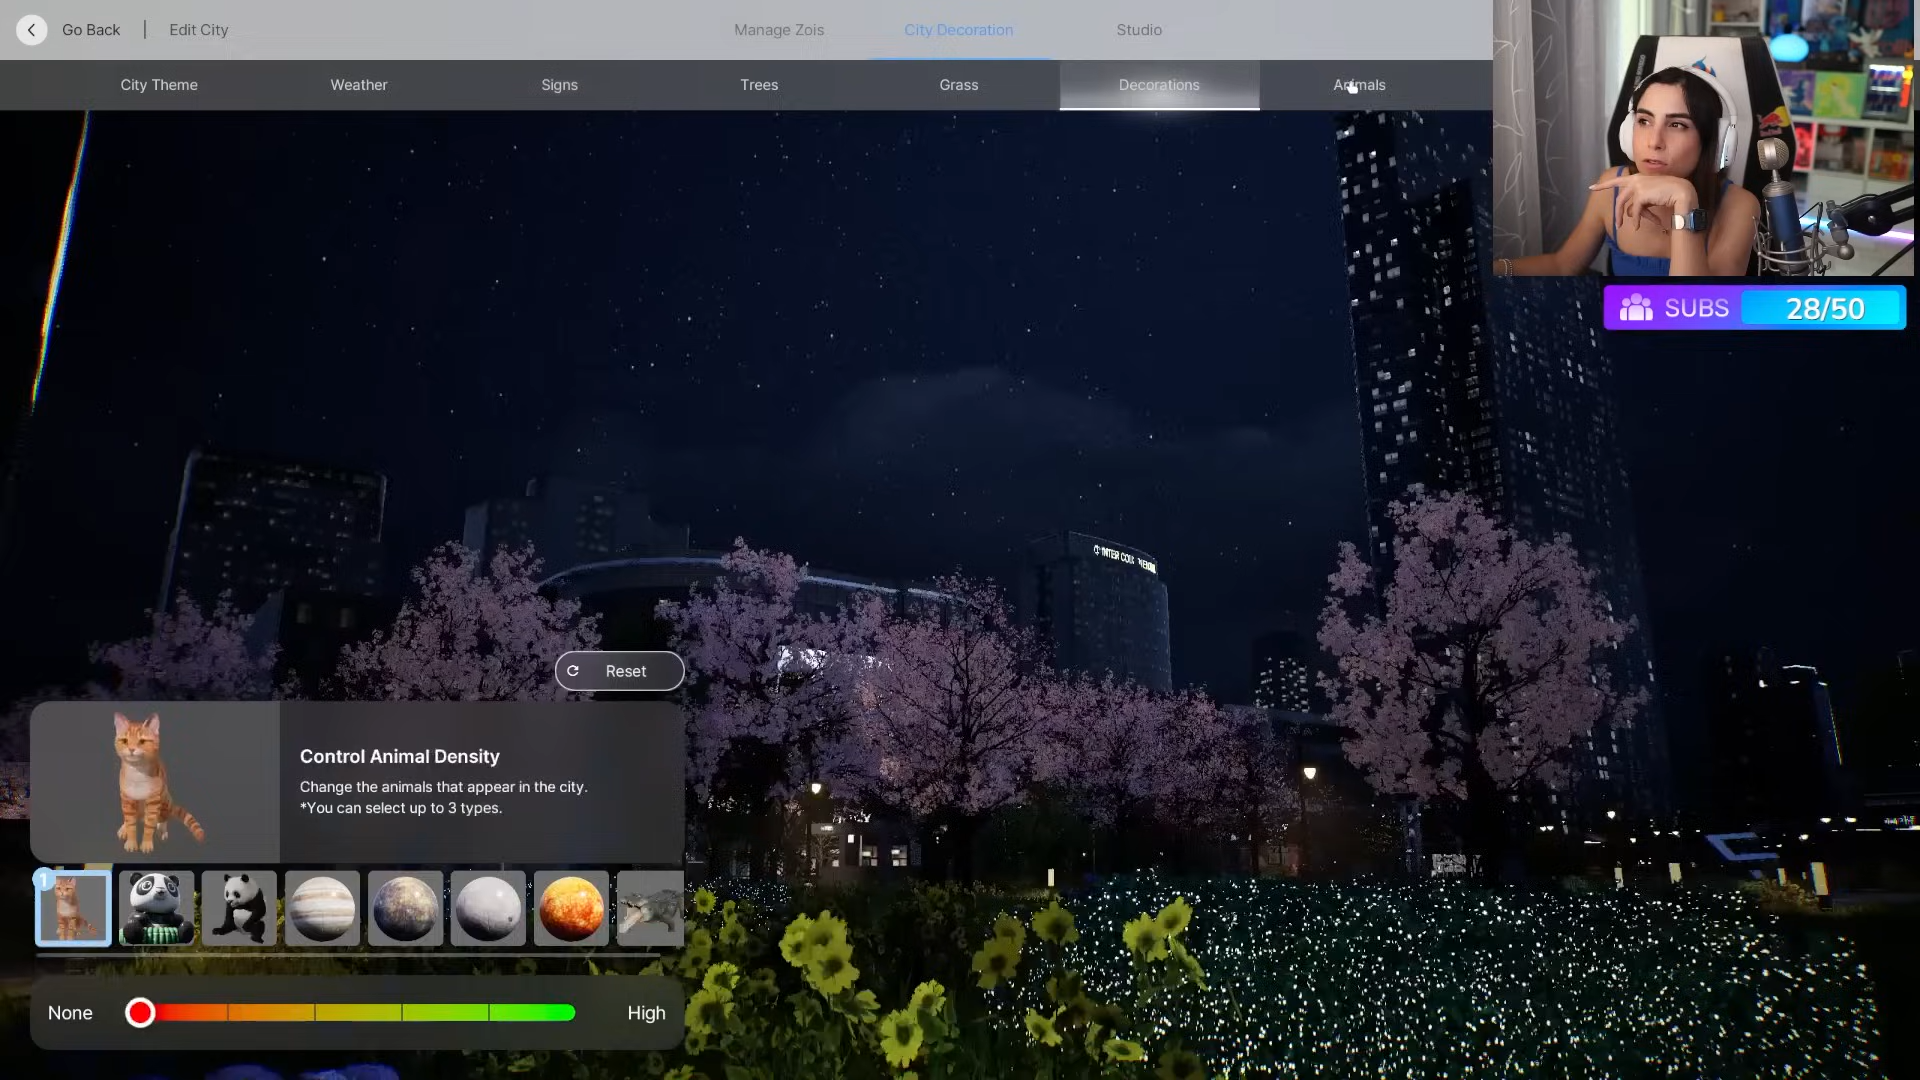 Go Back | Edit City
Manage Zois
City Decoration
Studio
City Theme
Weather
Signs
Trees
Grass
Decorations
Animals
SUBS 28/50
Reset
Control Animal Density
Change the animals that appear in the city.
*You can select up to 3 types.
1
None
High